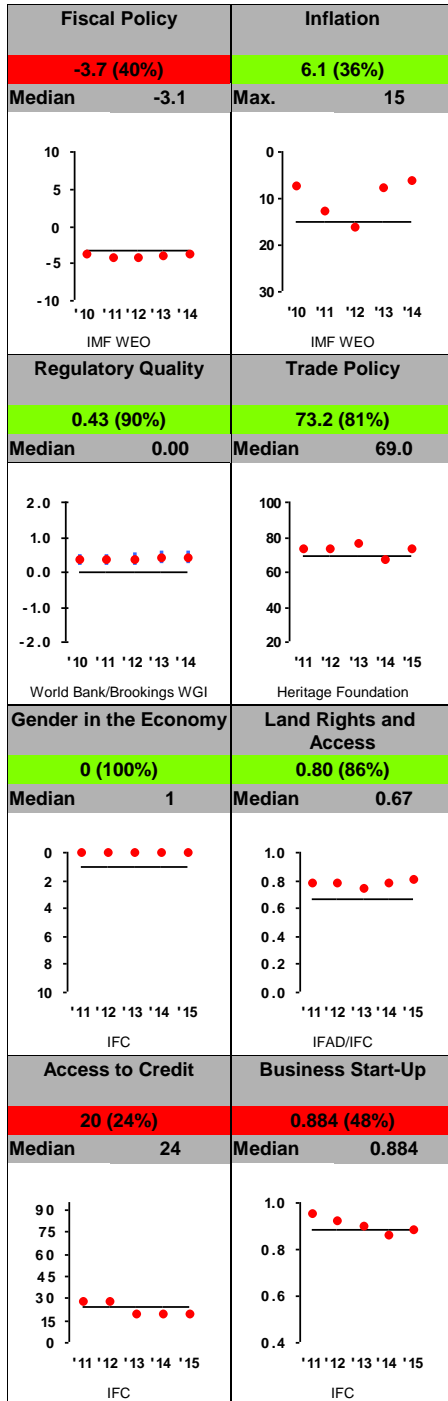 Fiscal Policy
-3.7 (40%)
Median -3.1
10
5
0
-5
-10
'10 '11 '12 '13 '14
IMF WEO
Inflation
6.1 (36%)
Max. 15
0
10
20
30
'10 '11 '12 '13 '14
IMF WEO
Regulatory Quality
0.43 (90%)
Median 0.00
2.0
1.0
0.0
-1.0
-2.0
'10 '11 '12 '13 '14
World Bank/Brookings WGI
Trade Policy
73.2 (81%)
Median 69.0
100
80
60
40
20
'11 '12 '13 '14 '15
Heritage Foundation
Gender in the Economy
0 (100%)
Median 1
0
2
4
6
8
10
'11 '12 '13 '14 '15
IFC
Land Rights and
Access
0.80 (86%)
Median 0.67
1.0
0.8
0.6
0.4
0.2
0.0
'11 '12 '13 '14 '15
IFAD/IFC
Access to Credit
20 (24%)
Median 24
90
75
60
45
30
15
0
'11 '12 '13 '14 '15
IFC
Business Start-Up
0.884 (48%)
Median 0.884
1.0
0.8
0.6
0.4
'11 '12 '13 '14 '15
IFC